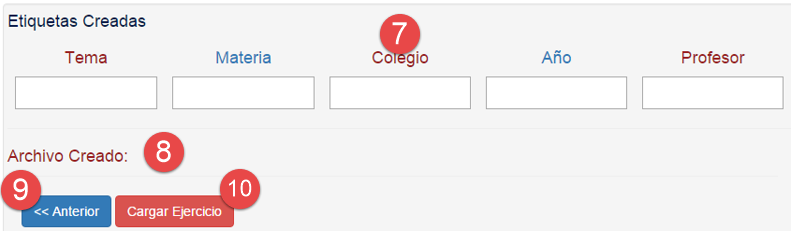 Etiquetas Creadas
7
Tema Materia Colegio Año Profesor
Archivo Creado: 8
9 10
<< Anterior Cargar Ejercicio